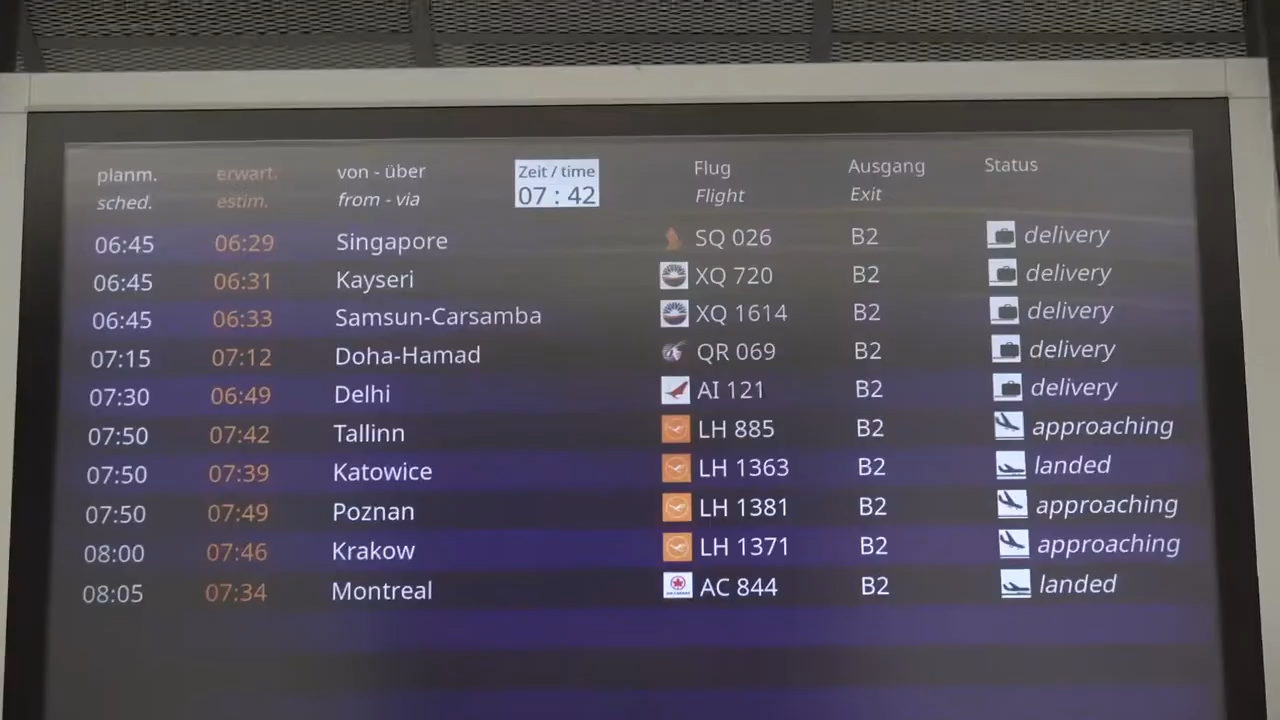 planm. erwart. von - über Zeit / time Flug Ausgang Status
sched. estim. from - via 07 : 42 Flight Exit
06:45 06:29 Singapore SQ 026 B2 delivery
06:45 06:31 Kayseri XQ 720 B2 delivery
06:45 06:33 Samsun-Carsamba XQ 1614 B2 delivery
07:15 07:12 Doha-Hamad QR 069 B2 delivery
07:30 06:49 Delhi AI 121 B2 delivery
07:50 07:42 Tallinn LH 885 B2 approaching
07:50 07:39 Katowice LH 1363 B2 landed
07:50 07:49 Poznan LH 1381 B2 approaching
08:00 07:46 Krakow LH 1371 B2 approaching
08:05 07:34 Montreal AC 844 B2 landed